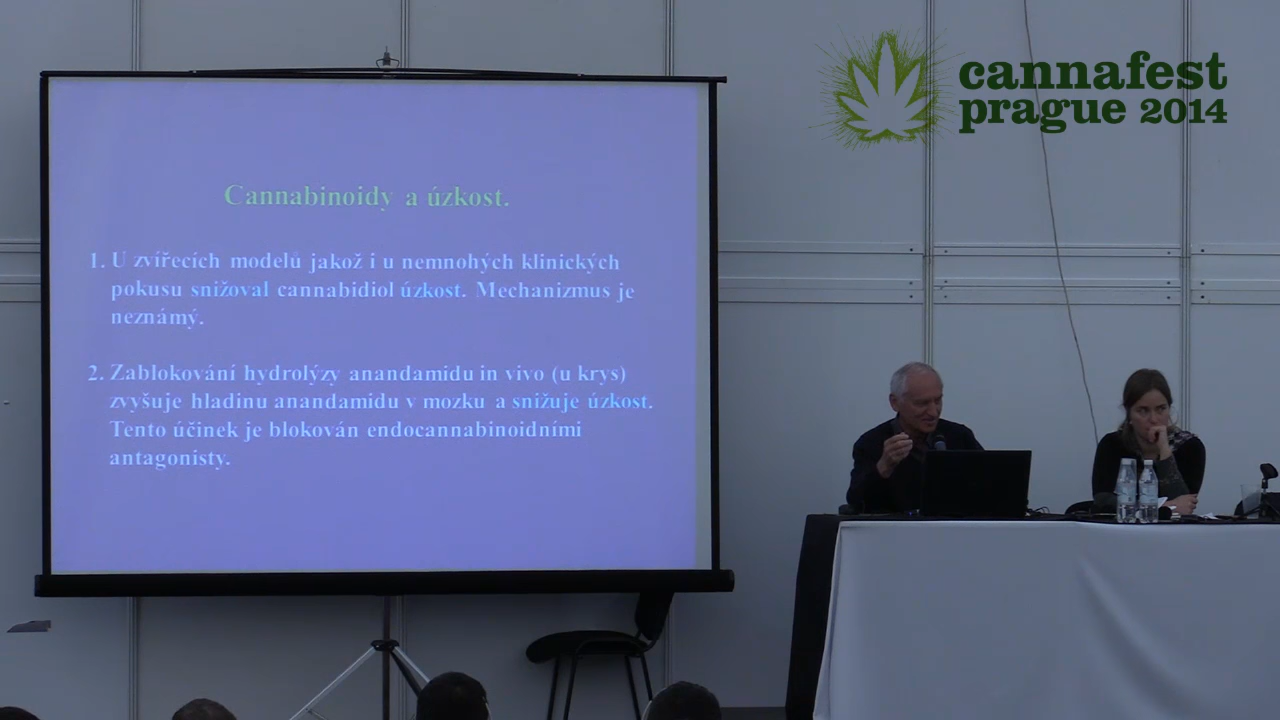 cannafest
prague 2014
Cannabinoidy a úzkost.
1. U zvířecích modelů jakož i u nemnohých klinických
pokusu snižoval cannabidiol úzkost. Mechanizmus je
neznámý.
2. Zablokování hydrolýzy anandamidu in vivo (u krys)
zvyšuje hladinu anandamidu v mozku a snižuje úzkost.
Tento účinek je blokován endocannabinoidními
antagonisty.